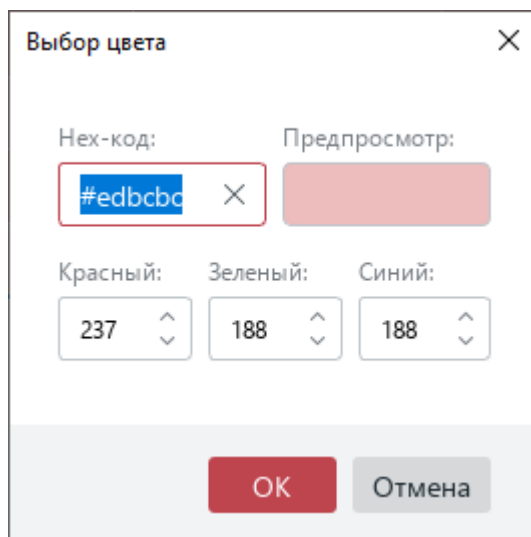 Выбор цвета
Hex-код: Предпросмотр:
#edbcbc
Красный: Зеленый: Синий:
237 188 188
OK Отмена